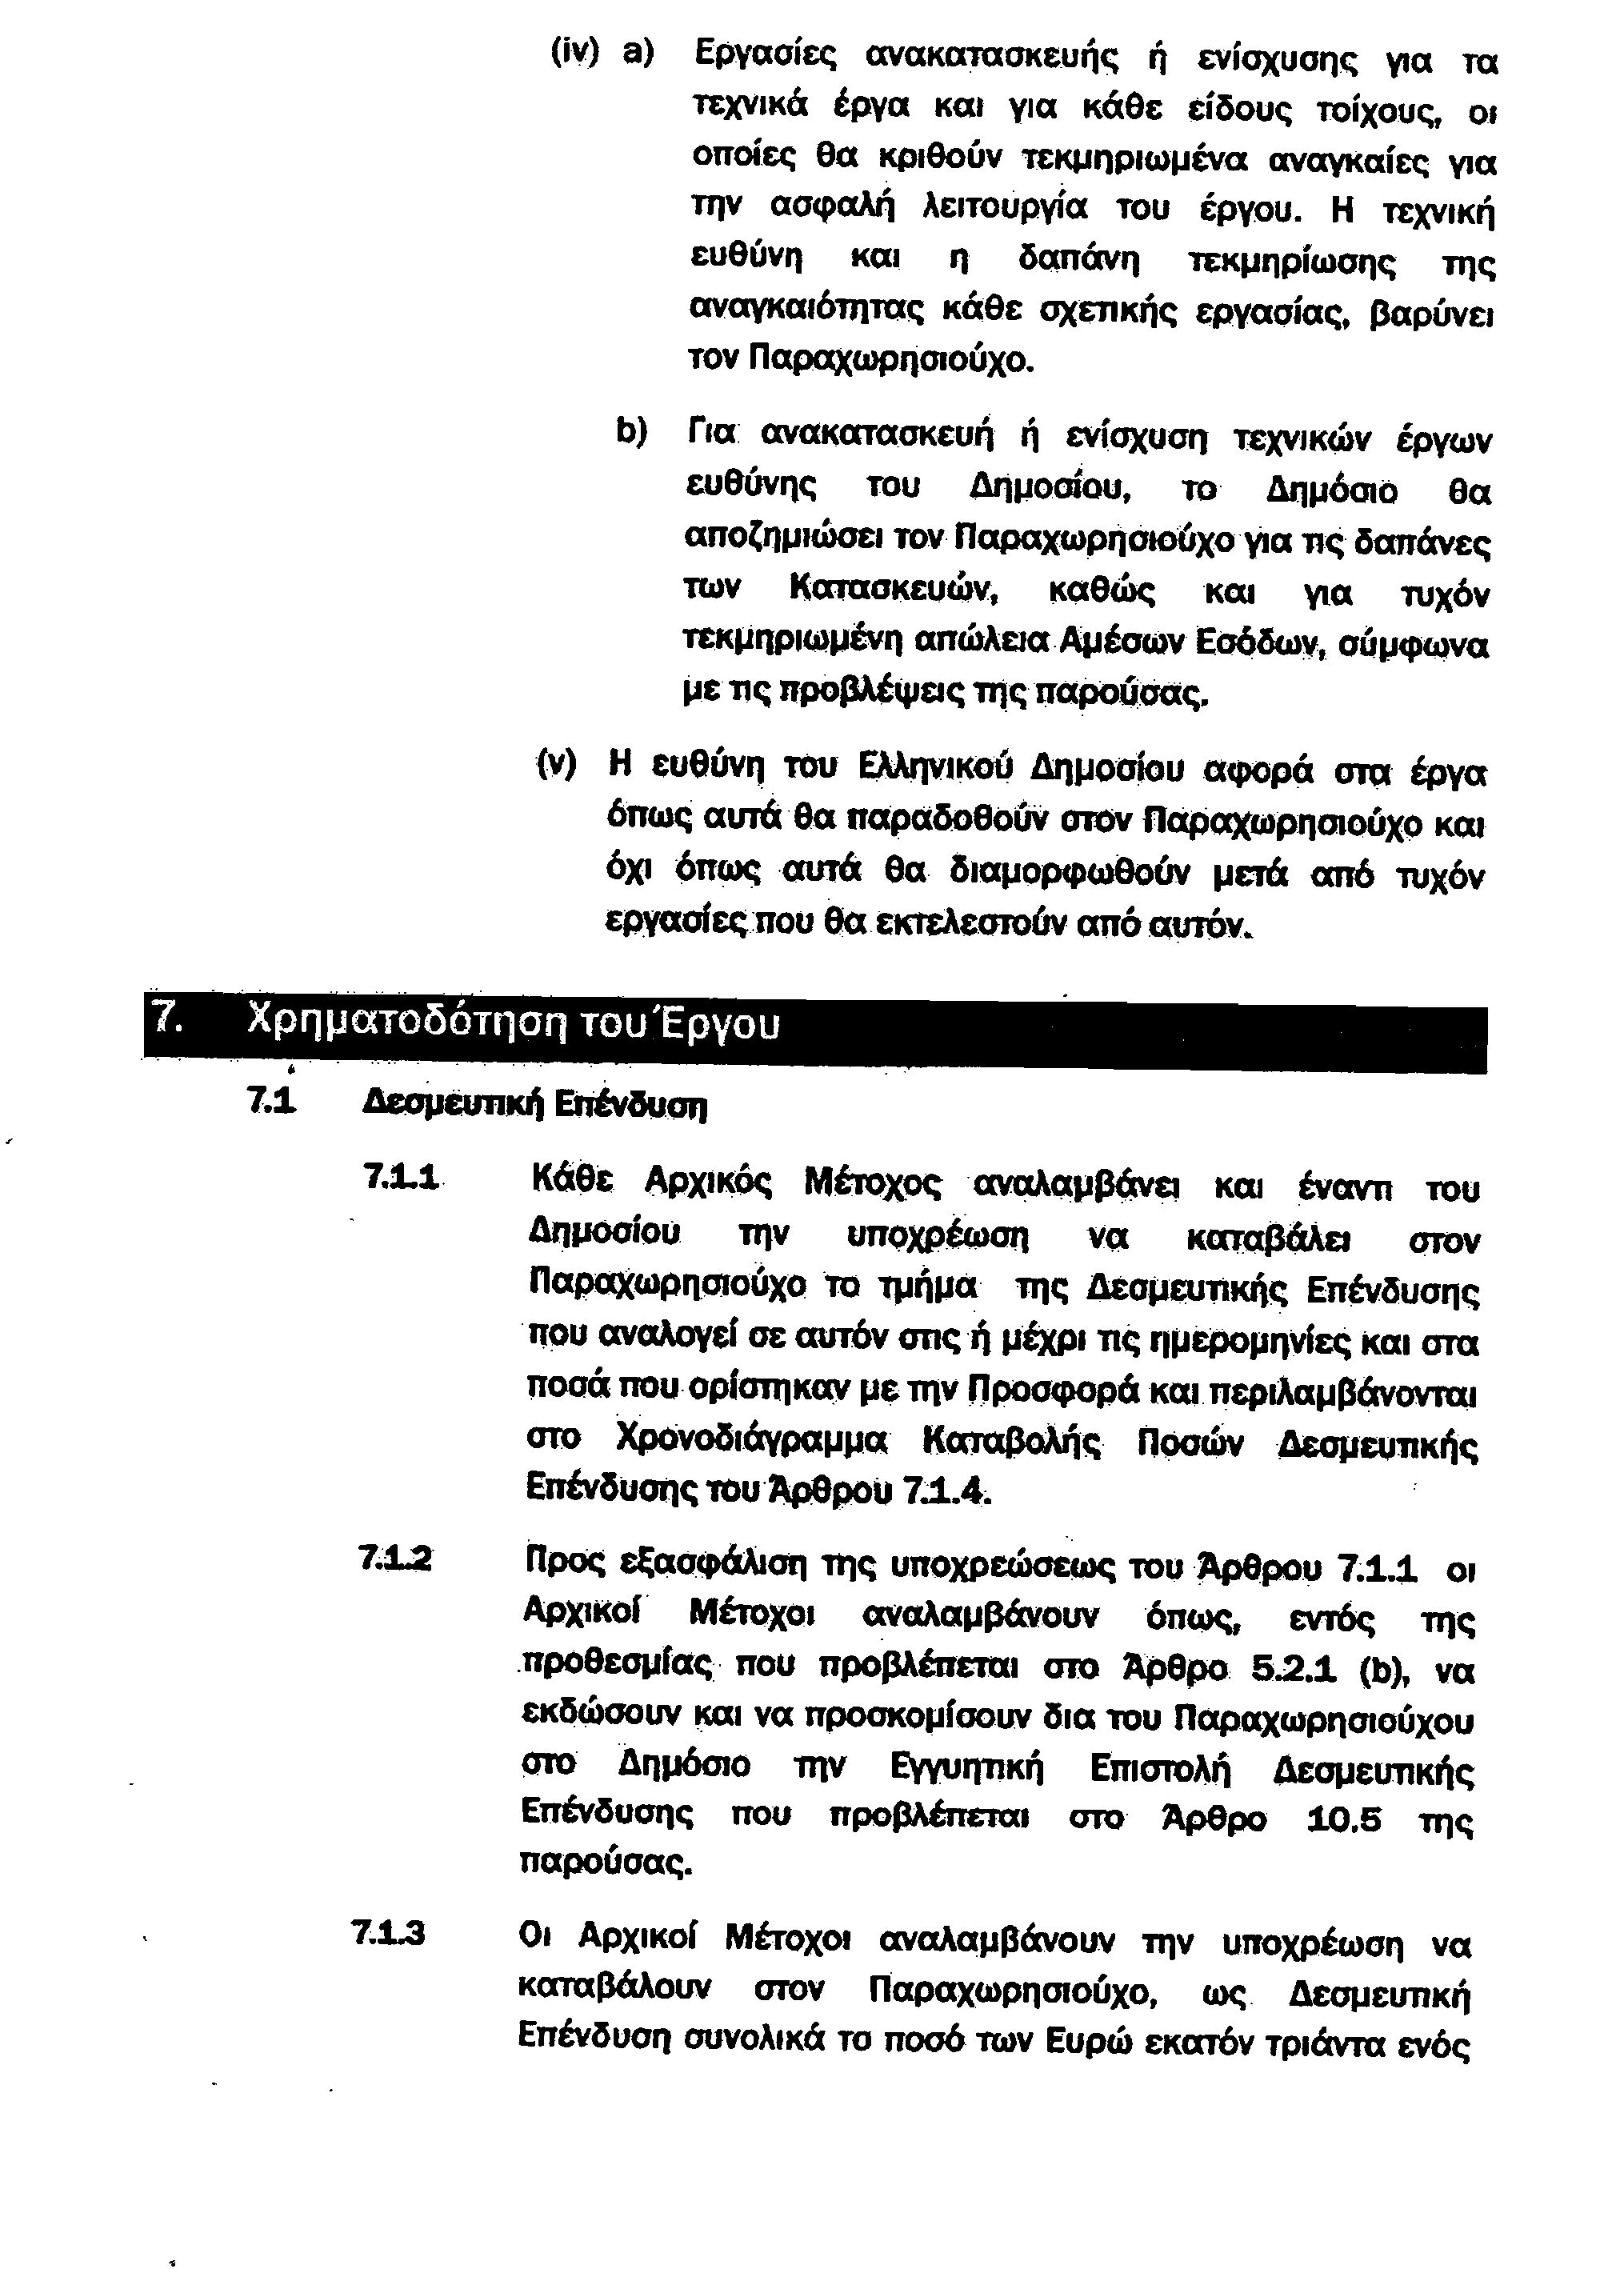 (iv) a) Εργασίες ανακατασκευής ή ενίσχυσης για τα
τεχνικά έργα και για κάθε είδους τοίχους, οι
οποίες θα κριθούν τεκμηριωμένα αναγκαίες για
την ασφαλή λειτουργία του έργου. Η τεχνική
ευθύνη και η δαπάνη τεκμηρίωσης της
αναγκαιότητας κάθε σχετικής εργασίας, βαρύνει
τον Παραχωρησιούχο.
b) Για ανακατασκευή ή ενίσχυση τεχνικών έργων
ευθύνης του Δημοσίου, το Δημόσιο θα
αποζημιώσει τον Παραχωρησιούχο για τις δαπάνες
των Κατασκευών, καθώς και για τυχόν
τεκμηριωμένη απώλεια Αμέσων Εσόδων, σύμφωνα
με τις προβλέψεις της παρούσας.
(v) Η ευθύνη του Ελληνικού Δημοσίου αφορά στα έργα
όπως αυτά θα παραδοθούν στον Παραχωρησιούχο και
όχι όπως αυτά θα διαμορφωθούν μετά από τυχόν
εργασίες που θα εκτελεστούν από αυτόν.
7. Χρηματοδότηση του Έργου
7.1 Δεσμευτική Επένδυση
7.1.1 Κάθε Αρχικός Μέτοχος αναλαμβάνει και έναντι του
Δημοσίου την υποχρέωση να καταβάλει στον
Παραχωρησιούχο το τμήμα της Δεσμευτικής Επένδυσης
που αναλογεί σε αυτόν στις ή μέχρι τις ημερομηνίες και στα
ποσά που ορίστηκαν με την Προσφορά και περιλαμβάνονται
στο Χρονοδιάγραμμα Καταβολής Ποσών Δεσμευτικής
Επένδυσης του Άρθρου 7.1.4.
7.1.2 Προς εξασφάλιση της υποχρεώσεως του Άρθρου 7.1.1 οι
Αρχικοί Μέτοχοι αναλαμβάνουν όπως, εντός της
προθεσμίας που προβλέπεται στο Άρθρο 5.2.1 (b), να
εκδώσουν και να προσκομίσουν δια του Παραχωρησιούχου
στο Δημόσιο την Εγγυητική Επιστολή Δεσμευτικής
Επένδυσης που προβλέπεται στο Άρθρο 10.5 της
παρούσας.
7.1.3 Οι Αρχικοί Μέτοχοι αναλαμβάνουν την υποχρέωση να
καταβάλουν στον Παραχωρησιούχο, ως Δεσμευτική
Επένδυση συνολικά το ποσό των Ευρώ εκατόν τριάντα ενός